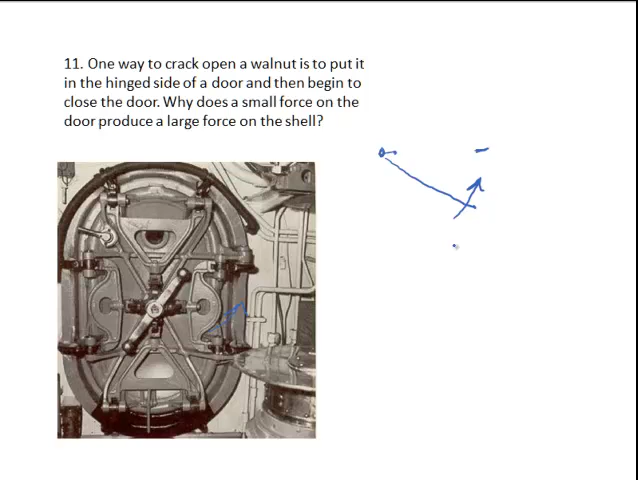 11. One way to crack open a walnut is to put it
in the hinged side of a door and then begin to
close the door. Why does a small force on the
door produce a large force on the shell?